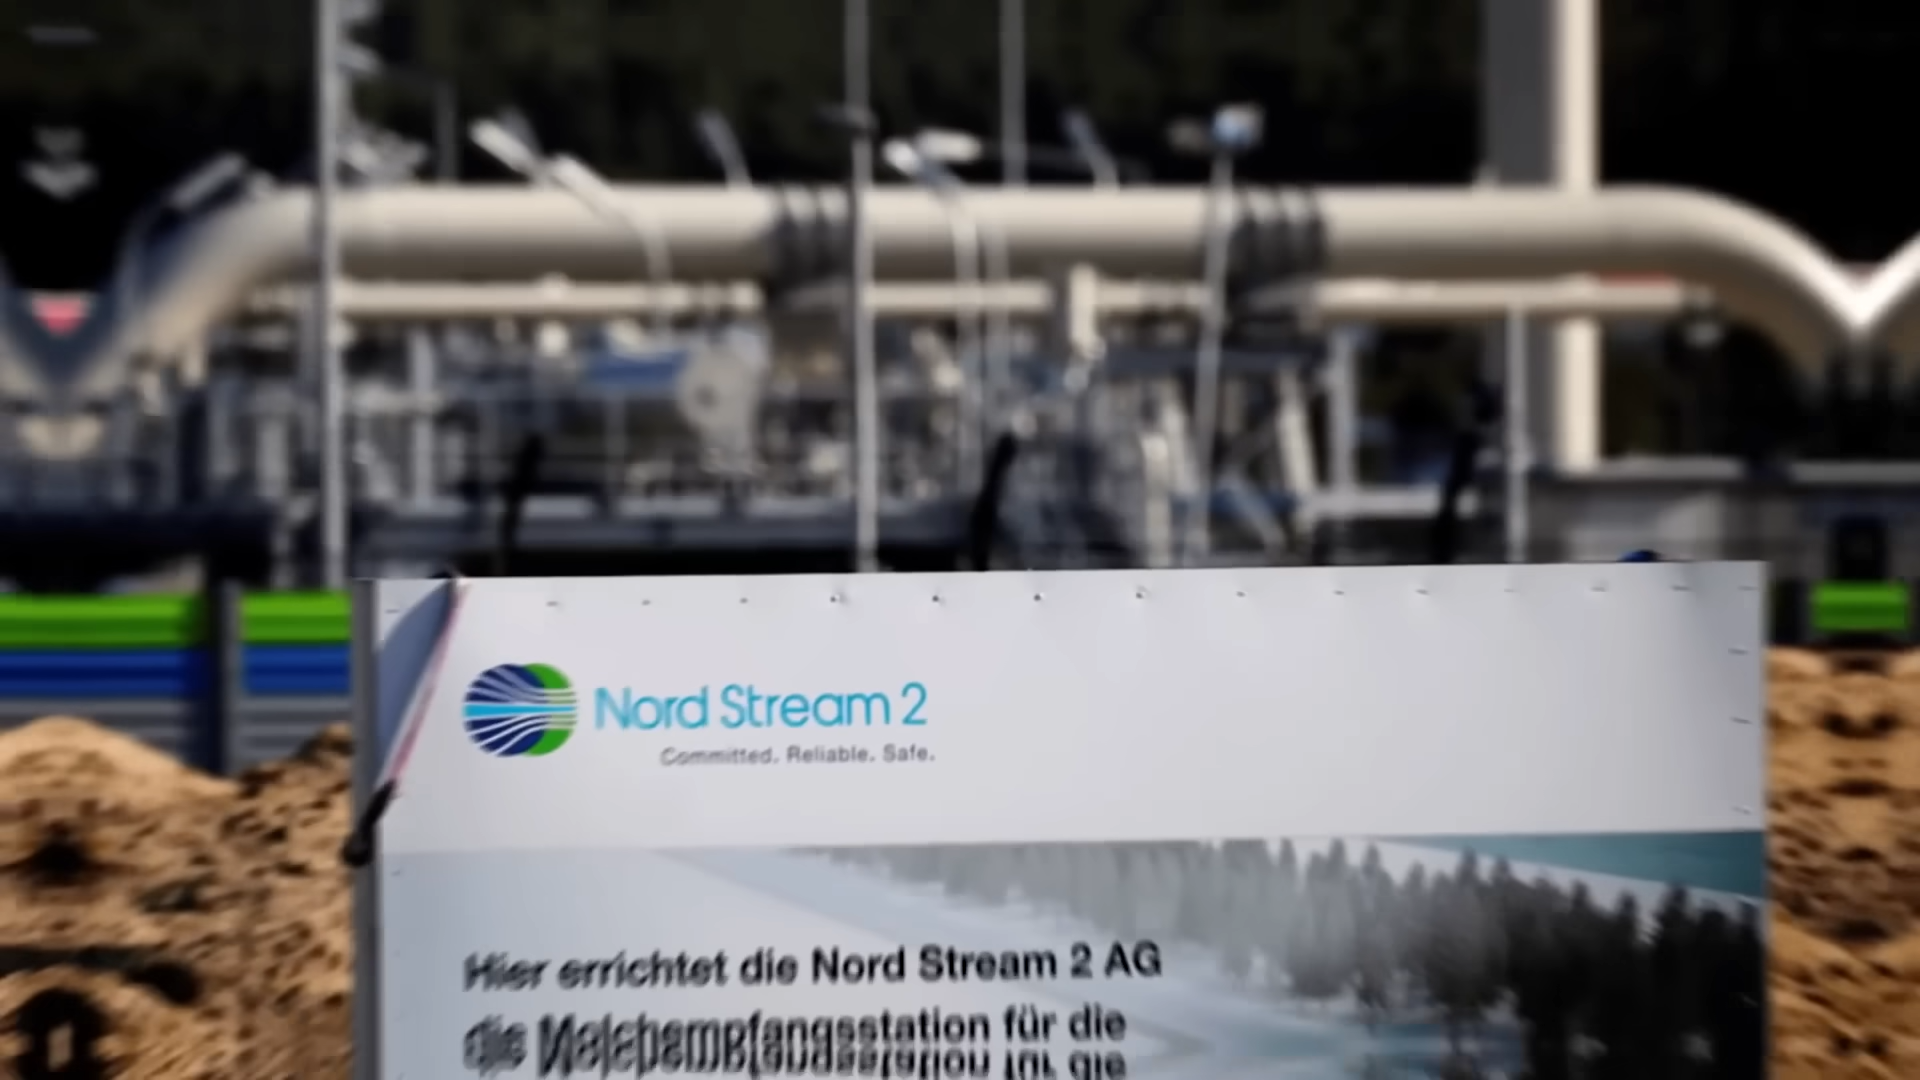 Nord Stream 2
Committed. Reliable. Safe.
Hier errichtet die Nord Stream 2 AG
die Molchempfangsstation für die